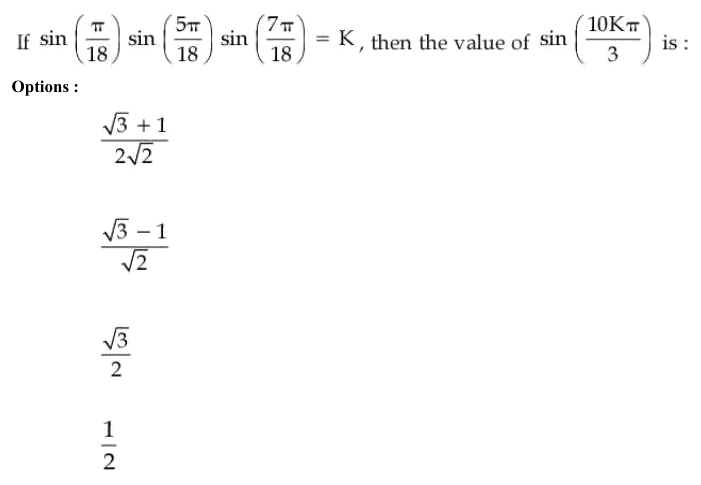 If sin(π/18) sin(5π/18) sin(7π/18) = K, then the value of sin(10Kπ/3) is :
Options :
(√3 + 1)/(2√2)
(√3 − 1)/√2
√3/2
1/2